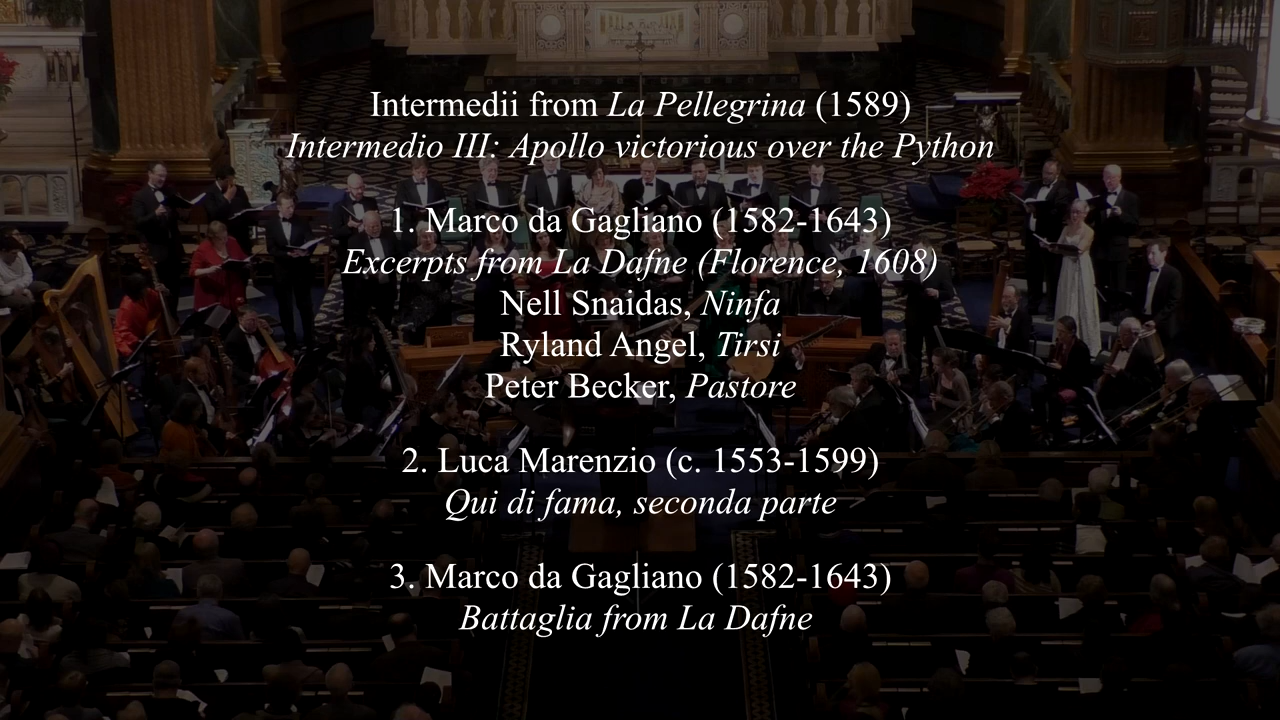 Intermedii from La Pellegrina (1589)
Intermedio III: Apollo victorious over the Python
1. Marco da Gagliano (1582-1643)
Excerpts from La Dafne (Florence, 1608)
Nell Snaidas, Ninfa
Ryland Angel, Tirsi
Peter Becker, Pastore
2. Luca Marenzio (c. 1553-1599)
Qui di fama, seconda parte
3. Marco da Gagliano (1582-1643)
Battaglia from La Dafne